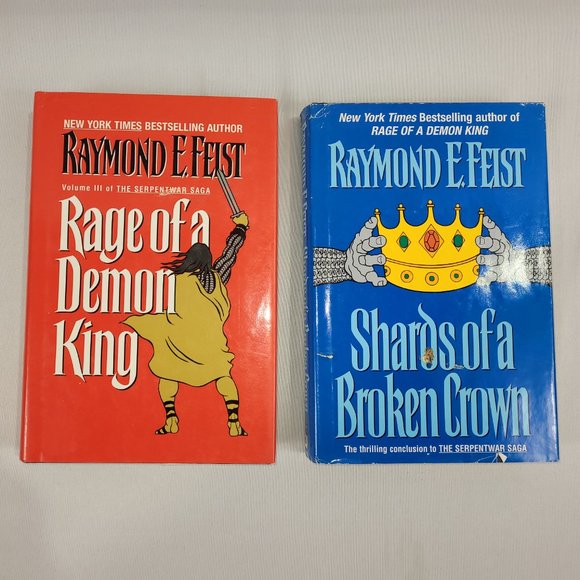 NEW YORK TIMES BESTSELLING AUTHOR
RAYMOND E. FEIST
Volume III of THE SERPENTWAR SAGA
Rage of a
Demon
King
New York Times Bestselling author of
RAGE OF A DEMON KING
RAYMOND E. FEIST
Shards of a
Broken Crown
The thrilling conclusion to THE SERPENTWAR SAGA